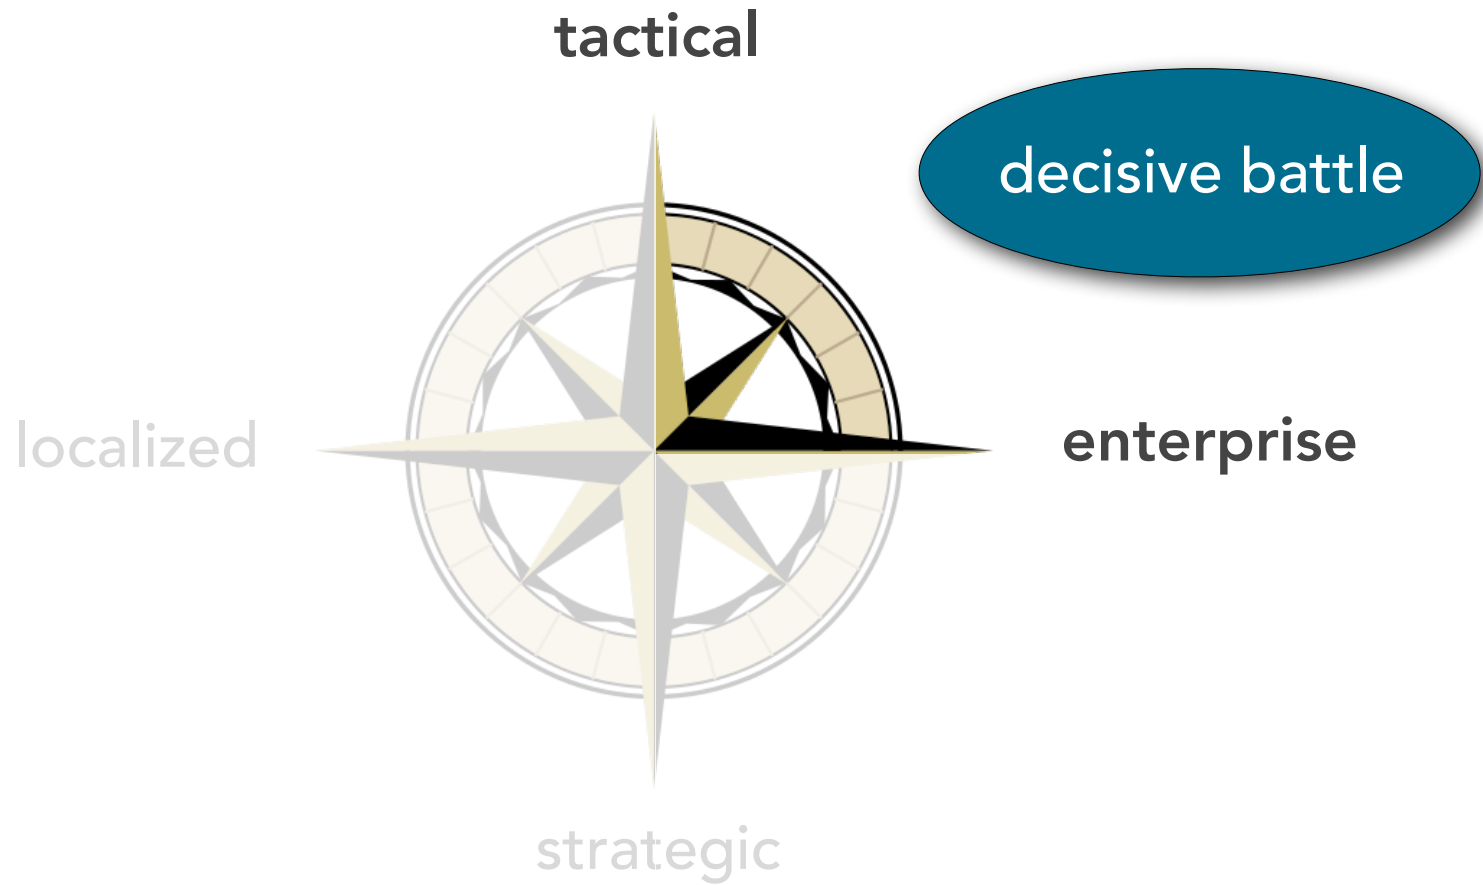 tactical
decisive battle
localized
enterprise
strategic